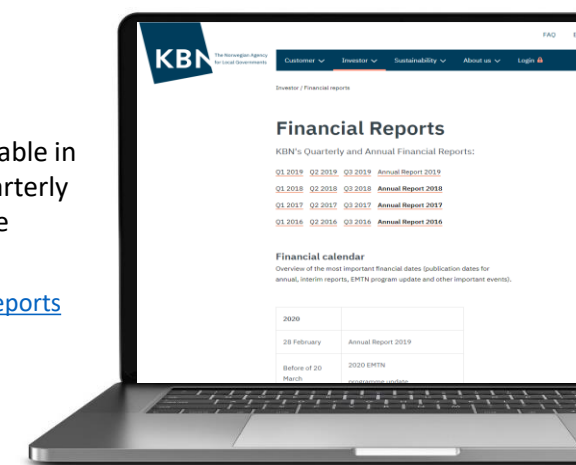 KBN
The Norwegian Agency
for Local Governments
FAQ
Customer
Investor
Sustainability
About us
Login
Investor / Financial reports
Financial Reports
KBN's Quarterly and Annual Financial Reports:
Q1 2019 Q2 2019 Q3 2019 Annual Report 2019
Q1 2018 Q2 2018 Q3 2018 Annual Report 2018
Q1 2017 Q2 2017 Q3 2017 Annual Report 2017
Q1 2016 Q2 2016 Q3 2016 Annual Report 2016
Financial calendar
Overview of the most important financial dates (publication dates for
annual, interim reports, EMTN program update and other important events).
2020
28 February Annual Report 2019
Before of 20
March
2020 EMTN
programme update
able in
arterly
e
eports